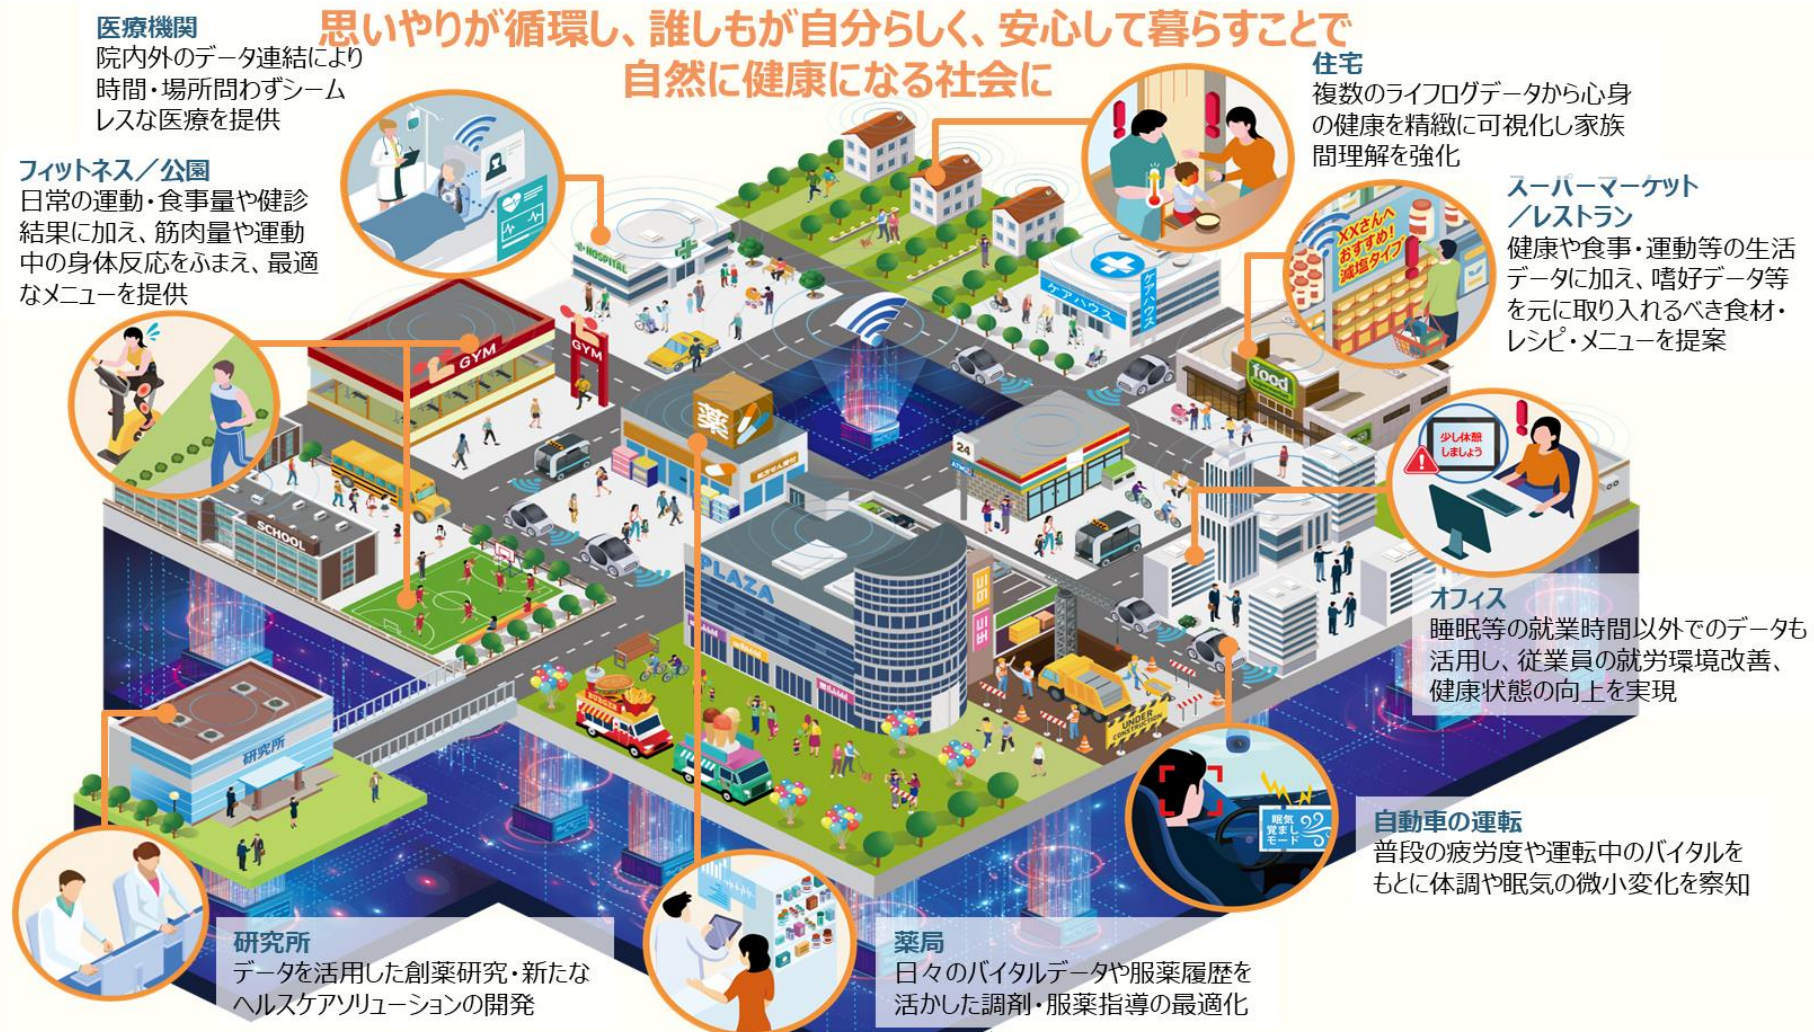 思いやりが循環し、誰しもが自分らしく、安心して暮らすことで
自然に健康になる社会に
医療機関
院内外のデータ連結により
時間・場所問わずシーム
レスな医療を提供
住宅
複数のライフログデータから心身
の健康を精緻に可視化し家族
間理解を強化
フィットネス／公園
日常の運動・食事量や健診
結果に加え、筋肉量や運動
中の身体反応をふまえ、最適
なメニューを提供
スーパーマーケット
／レストラン
健康や食事・運動等の生活
データに加え、嗜好データ等
を元に取り入れるべき食材・
レシピ・メニューを提案
XXさんへ
おすすめ!
減塩タイプ
HOSPITAL
ケアハウス
ケアハウス
GYM
GYM
food
薬
処方せん受付
24
ATM
少し休憩
しましょう
SCHOOL
PLAZA
オフィス
睡眠等の就業時間以外でのデータも
活用し、従業員の就労環境改善、
健康状態の向上を実現
BURGER
UNDER
CONSTRUCTION
研究所
眠気
覚まし
モード
自動車の運転
普段の疲労度や運転中のバイタルを
もとに体調や眠気の微小変化を察知
研究所
データを活用した創薬研究・新たな
ヘルスケアソリューションの開発
薬局
日々のバイタルデータや服薬履歴を
活かした調剤・服薬指導の最適化